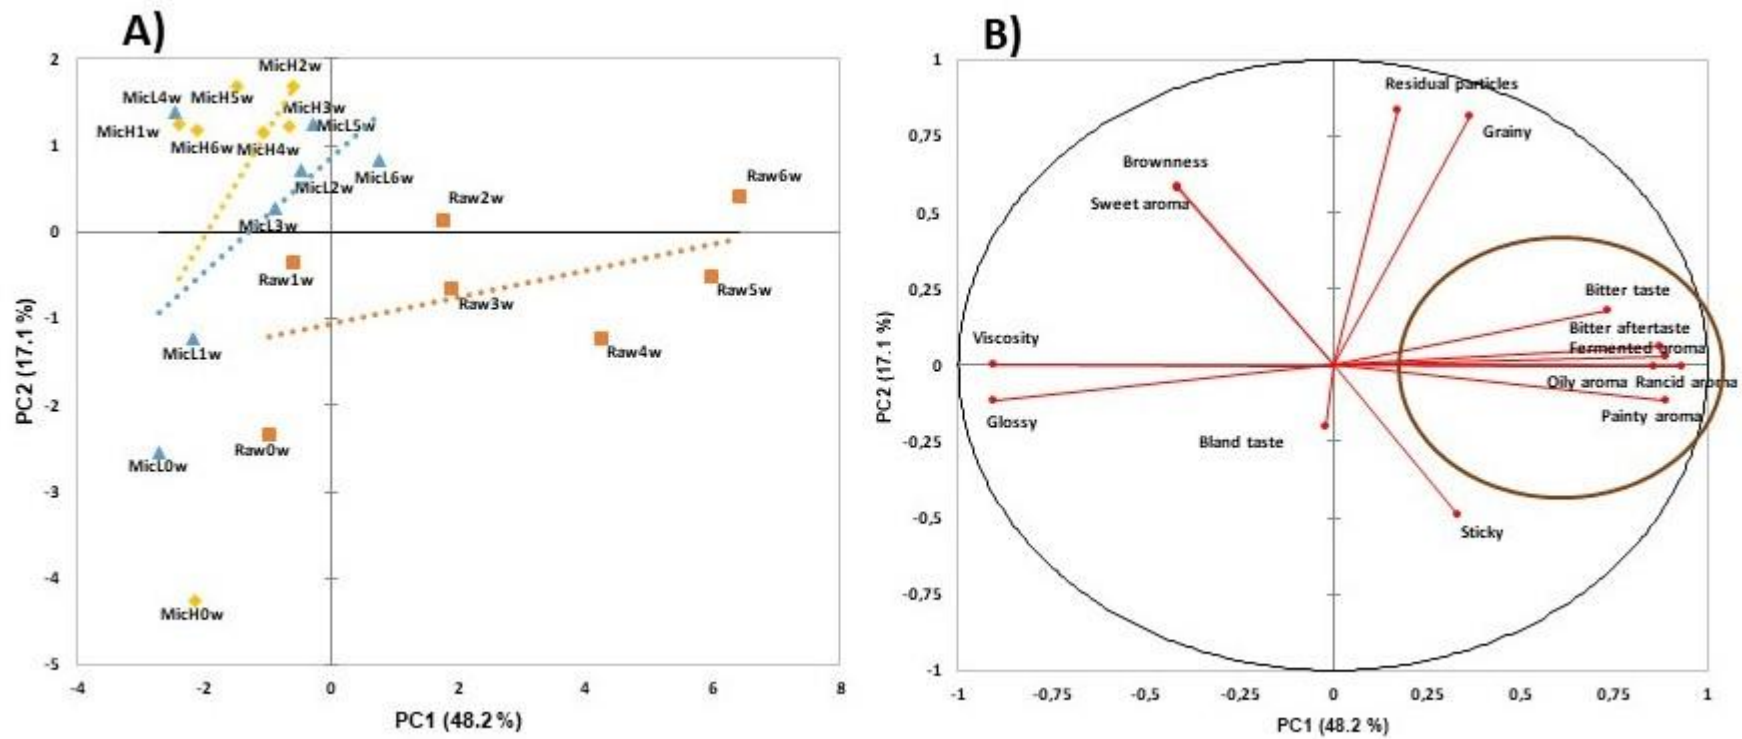 A)
2
1
0
-1
-2
-3
-4
-5
-4
-2
0
2
4
6
8
PC2 (17.1 %)
PC1 (48.2 %)
MicH2w
MicL4w
MicH5w
MicH3w
MicH1w
MicL5w
MicH6w
MicH4w
MicL6w
MicL2w
MicL3w
Raw6w
Raw2w
Raw1w
Raw5w
Raw3w
Raw4w
MicL1w
Raw0w
MicL0w
MicH0w
B)
1
0,75
0,5
0,25
0
-0,25
-0,5
-0,75
-1
-1
-0,75
-0,5
-0,25
0
0,25
0,5
0,75
1
PC2 (17.1 %)
PC1 (48.2 %)
Residual particles
Grainy
Brownness
Sweet aroma
Bitter taste
Bitter aftertaste
Fermented aroma
Viscosity
Oily aroma
Rancid aroma
Glossy
Painty aroma
Bland taste
Sticky